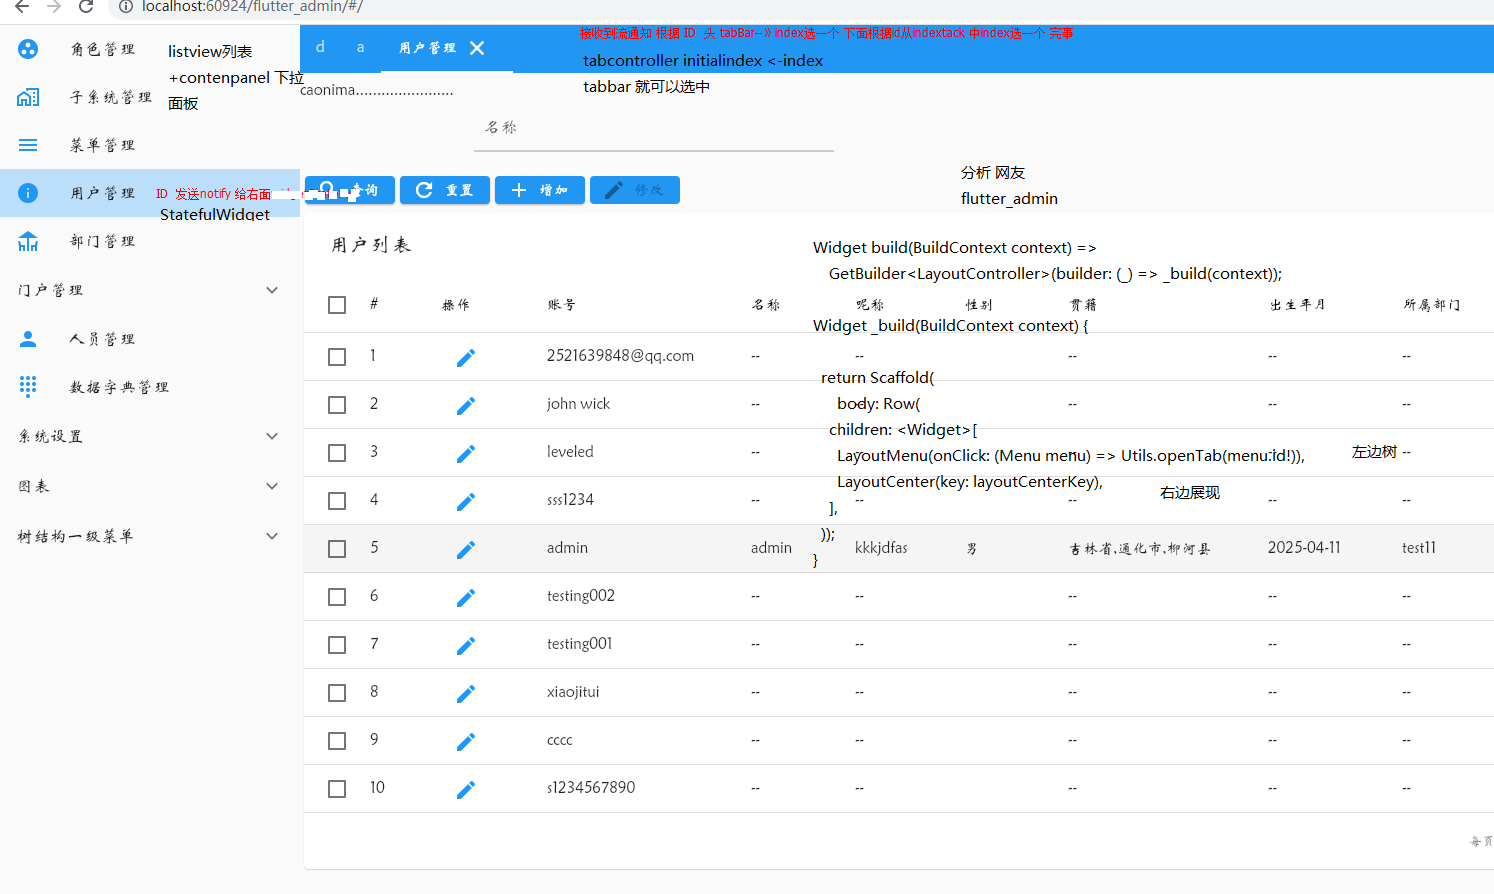 localhost:60924/flutter_admin/#/
角色管理
listview列表
+contenpanel 下拉
面板
子系统管理
菜单管理
用户管理
ID 发送notify 给右面
StatefulWidget
部门管理
门户管理
人员管理
数据字典管理
系统设置
图表
树结构一级菜单
d a 用户管理
接收到流通知 根据 ID 头 tabBar--》index选一个 下面根据id从indextack 中index选一个 完事
tabcontroller initialindex <-index
tabbar 就可以选中
caonima.......................
名称
询 重置 增加 修改
分析 网友
flutter_admin
用户列表
Widget build(BuildContext context) =>
GetBuilder<LayoutController>(builder: (_) => _build(context));
# 操作 账号 名称 昵称 性别 贯籍 出生年月 所属部门
Widget _build(BuildContext context) {
1 2521639848@qq.com -- -- -- -- --
return Scaffold(
2 john wick -- -- -- --
body: Row(
children: <Widget>[
3 leveled -- --
LayoutMenu(onClick: (Menu menu) => Utils.openTab(menu.id!)),
左边树
LayoutCenter(key: layoutCenterKey),
右边展现
4 sss1234 -- -- -- -- --
],
));
5 admin admin kkkjdfas 男 吉林省,通化市,柳河县 2025-04-11 test11
}
6 testing002 -- -- -- -- --
7 testing001 -- -- -- -- --
8 xiaojitui -- -- -- -- --
9 cccc -- -- -- -- --
10 s1234567890 -- -- -- -- --
每页